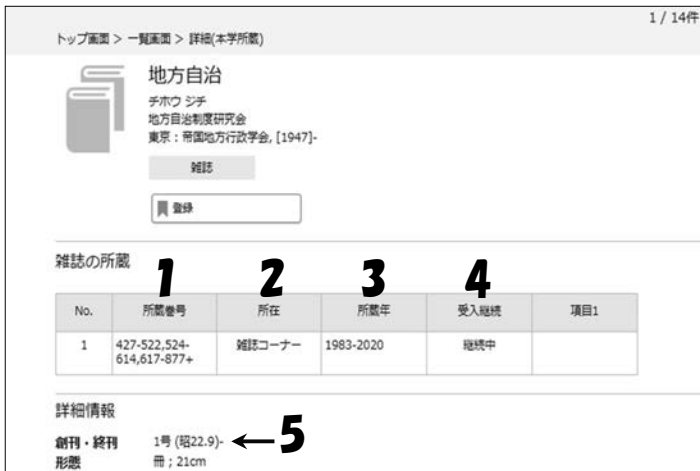 1 / 14件
トップ画面 > 一覧画面 > 詳細(本学所蔵)
地方自治
チホウ ジチ
地方自治制度研究会
東京：帝国地方行政学会, [1947]-
雑誌
登録
雑誌の所蔵
1 2 3 4
No. 所蔵巻号 所在 所蔵年 受入継続 項目1
1 427-522,524- 雑誌コーナー 1983-2020 継続中
614,617-877+
詳細情報
創刊・終刊 1号 (昭22.9)- ←5
形態 冊 ; 21cm